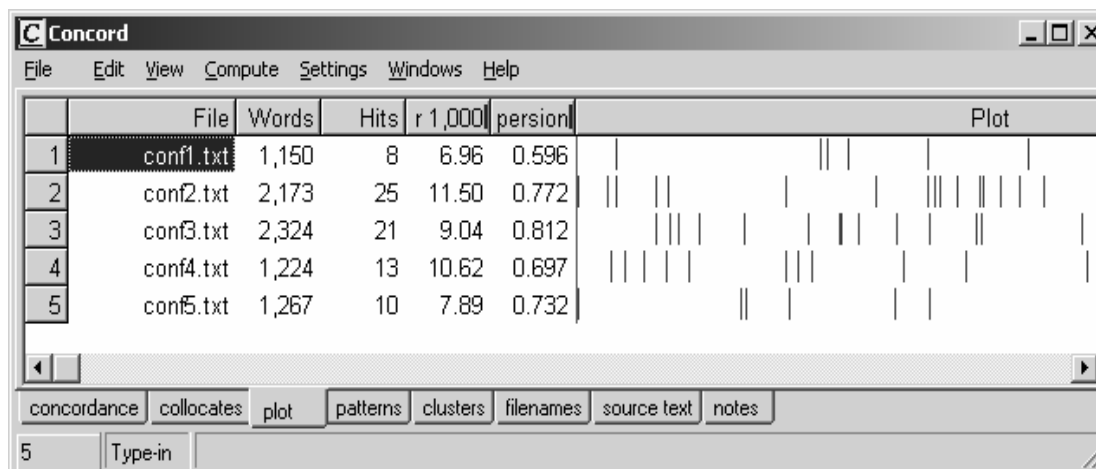 C Concord
File Edit View Compute Settings Windows Help
File Words Hits r 1,000 persion Plot
1 conf1.txt 1,150 8 6.96 0.596
2 conf2.txt 2,173 25 11.50 0.772
3 conf3.txt 2,324 21 9.04 0.812
4 conf4.txt 1,224 13 10.62 0.697
5 conf5.txt 1,267 10 7.89 0.732
concordance collocates plot patterns clusters filenames source text notes
5 Type-in